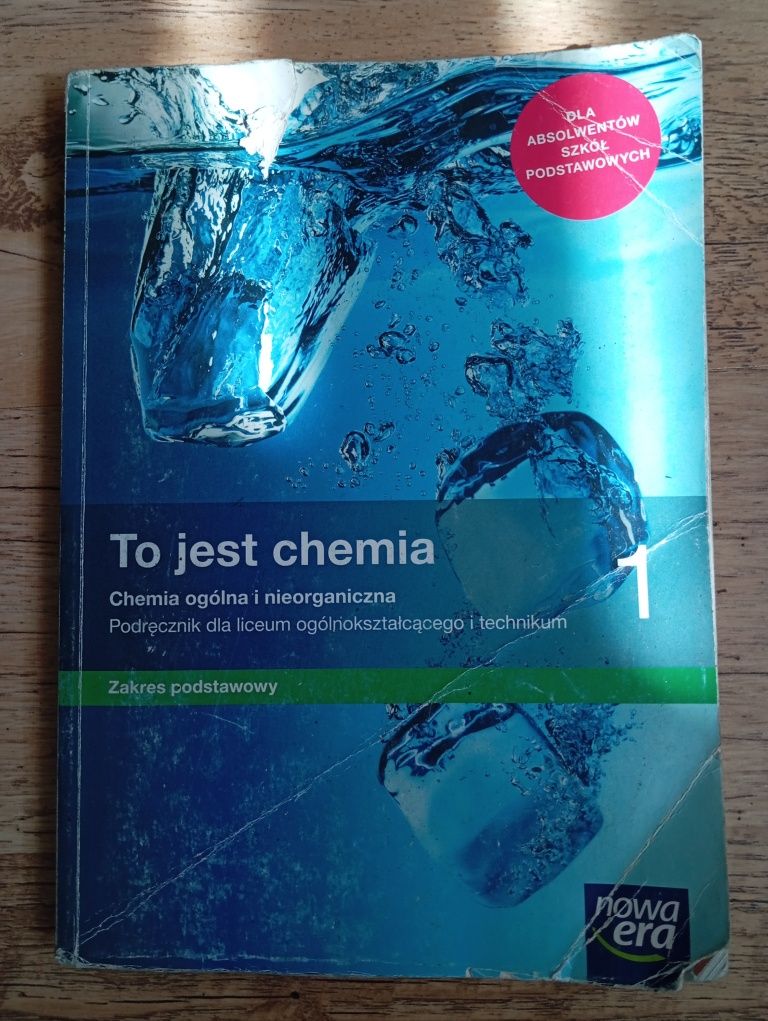 DLA
ABSOLWENTÓW
SZKÓŁ
PODSTAWOWYCH
To jest chemia
1
Chemia ogólna i nieorganiczna
Podręcznik dla liceum ogólnokształcącego i technikum
Zakres podstawowy
nowa
era